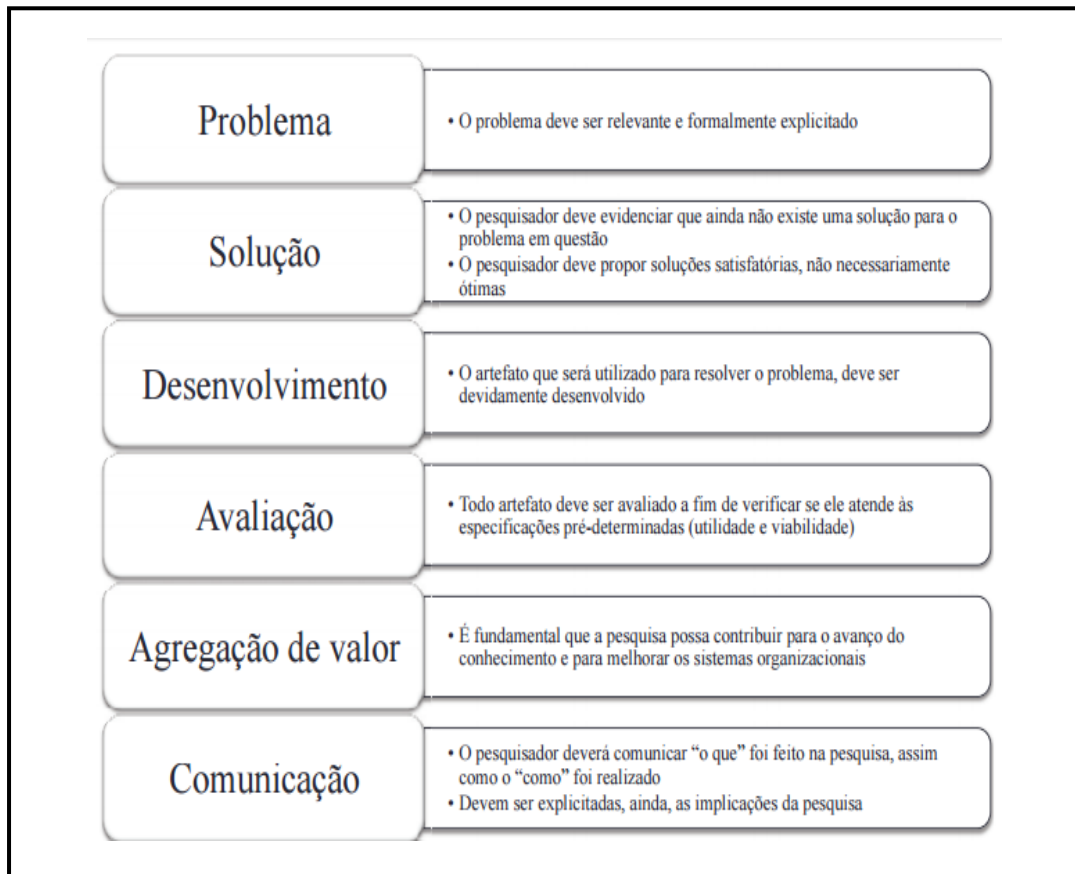 Problema
• O problema deve ser relevante e formalmente explicitado
Solução
• O pesquisador deve evidenciar que ainda não existe uma solução para o
problema em questão
• O pesquisador deve propor soluções satisfatórias, não necessariamente
ótimas
Desenvolvimento
• O artefato que será utilizado para resolver o problema, deve ser
devidamente desenvolvido
Avaliação
• Todo artefato deve ser avaliado a fim de verificar se ele atende às
especificações pré-determinadas (utilidade e viabilidade)
Agregação de valor
• É fundamental que a pesquisa possa contribuir para o avanço do
conhecimento e para melhorar os sistemas organizacionais
Comunicação
• O pesquisador deverá comunicar “o que” foi feito na pesquisa, assim
como o “como” foi realizado
• Devem ser explicitadas, ainda, as implicações da pesquisa